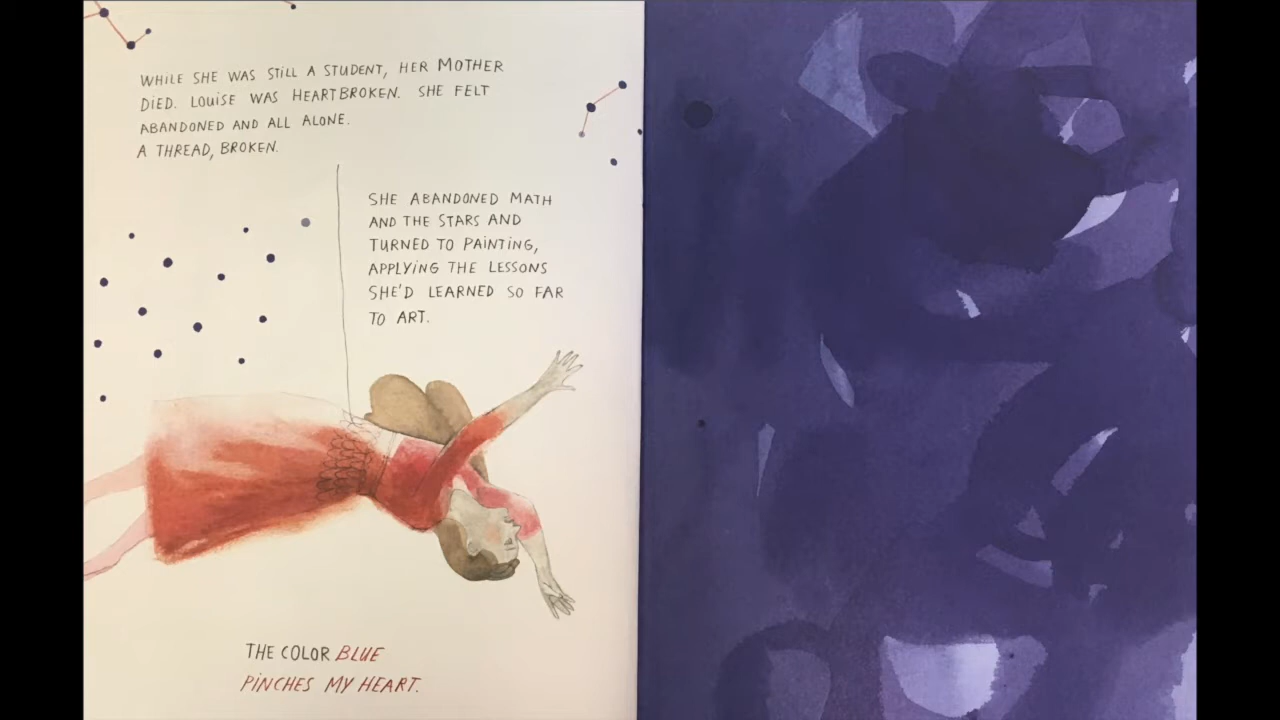 WHILE SHE WAS STILL A STUDENT, HER MOTHER
DIED. LOUISE WAS HEARTBROKEN. SHE FELT
ABANDONED AND ALL ALONE.
A THREAD, BROKEN.
SHE ABANDONED MATH
AND THE STARS AND
TURNED TO PAINTING,
APPLYING THE LESSONS
SHE'D LEARNED SO FAR
TO ART.
THE COLOR BLUE
PINCHES MY HEART.